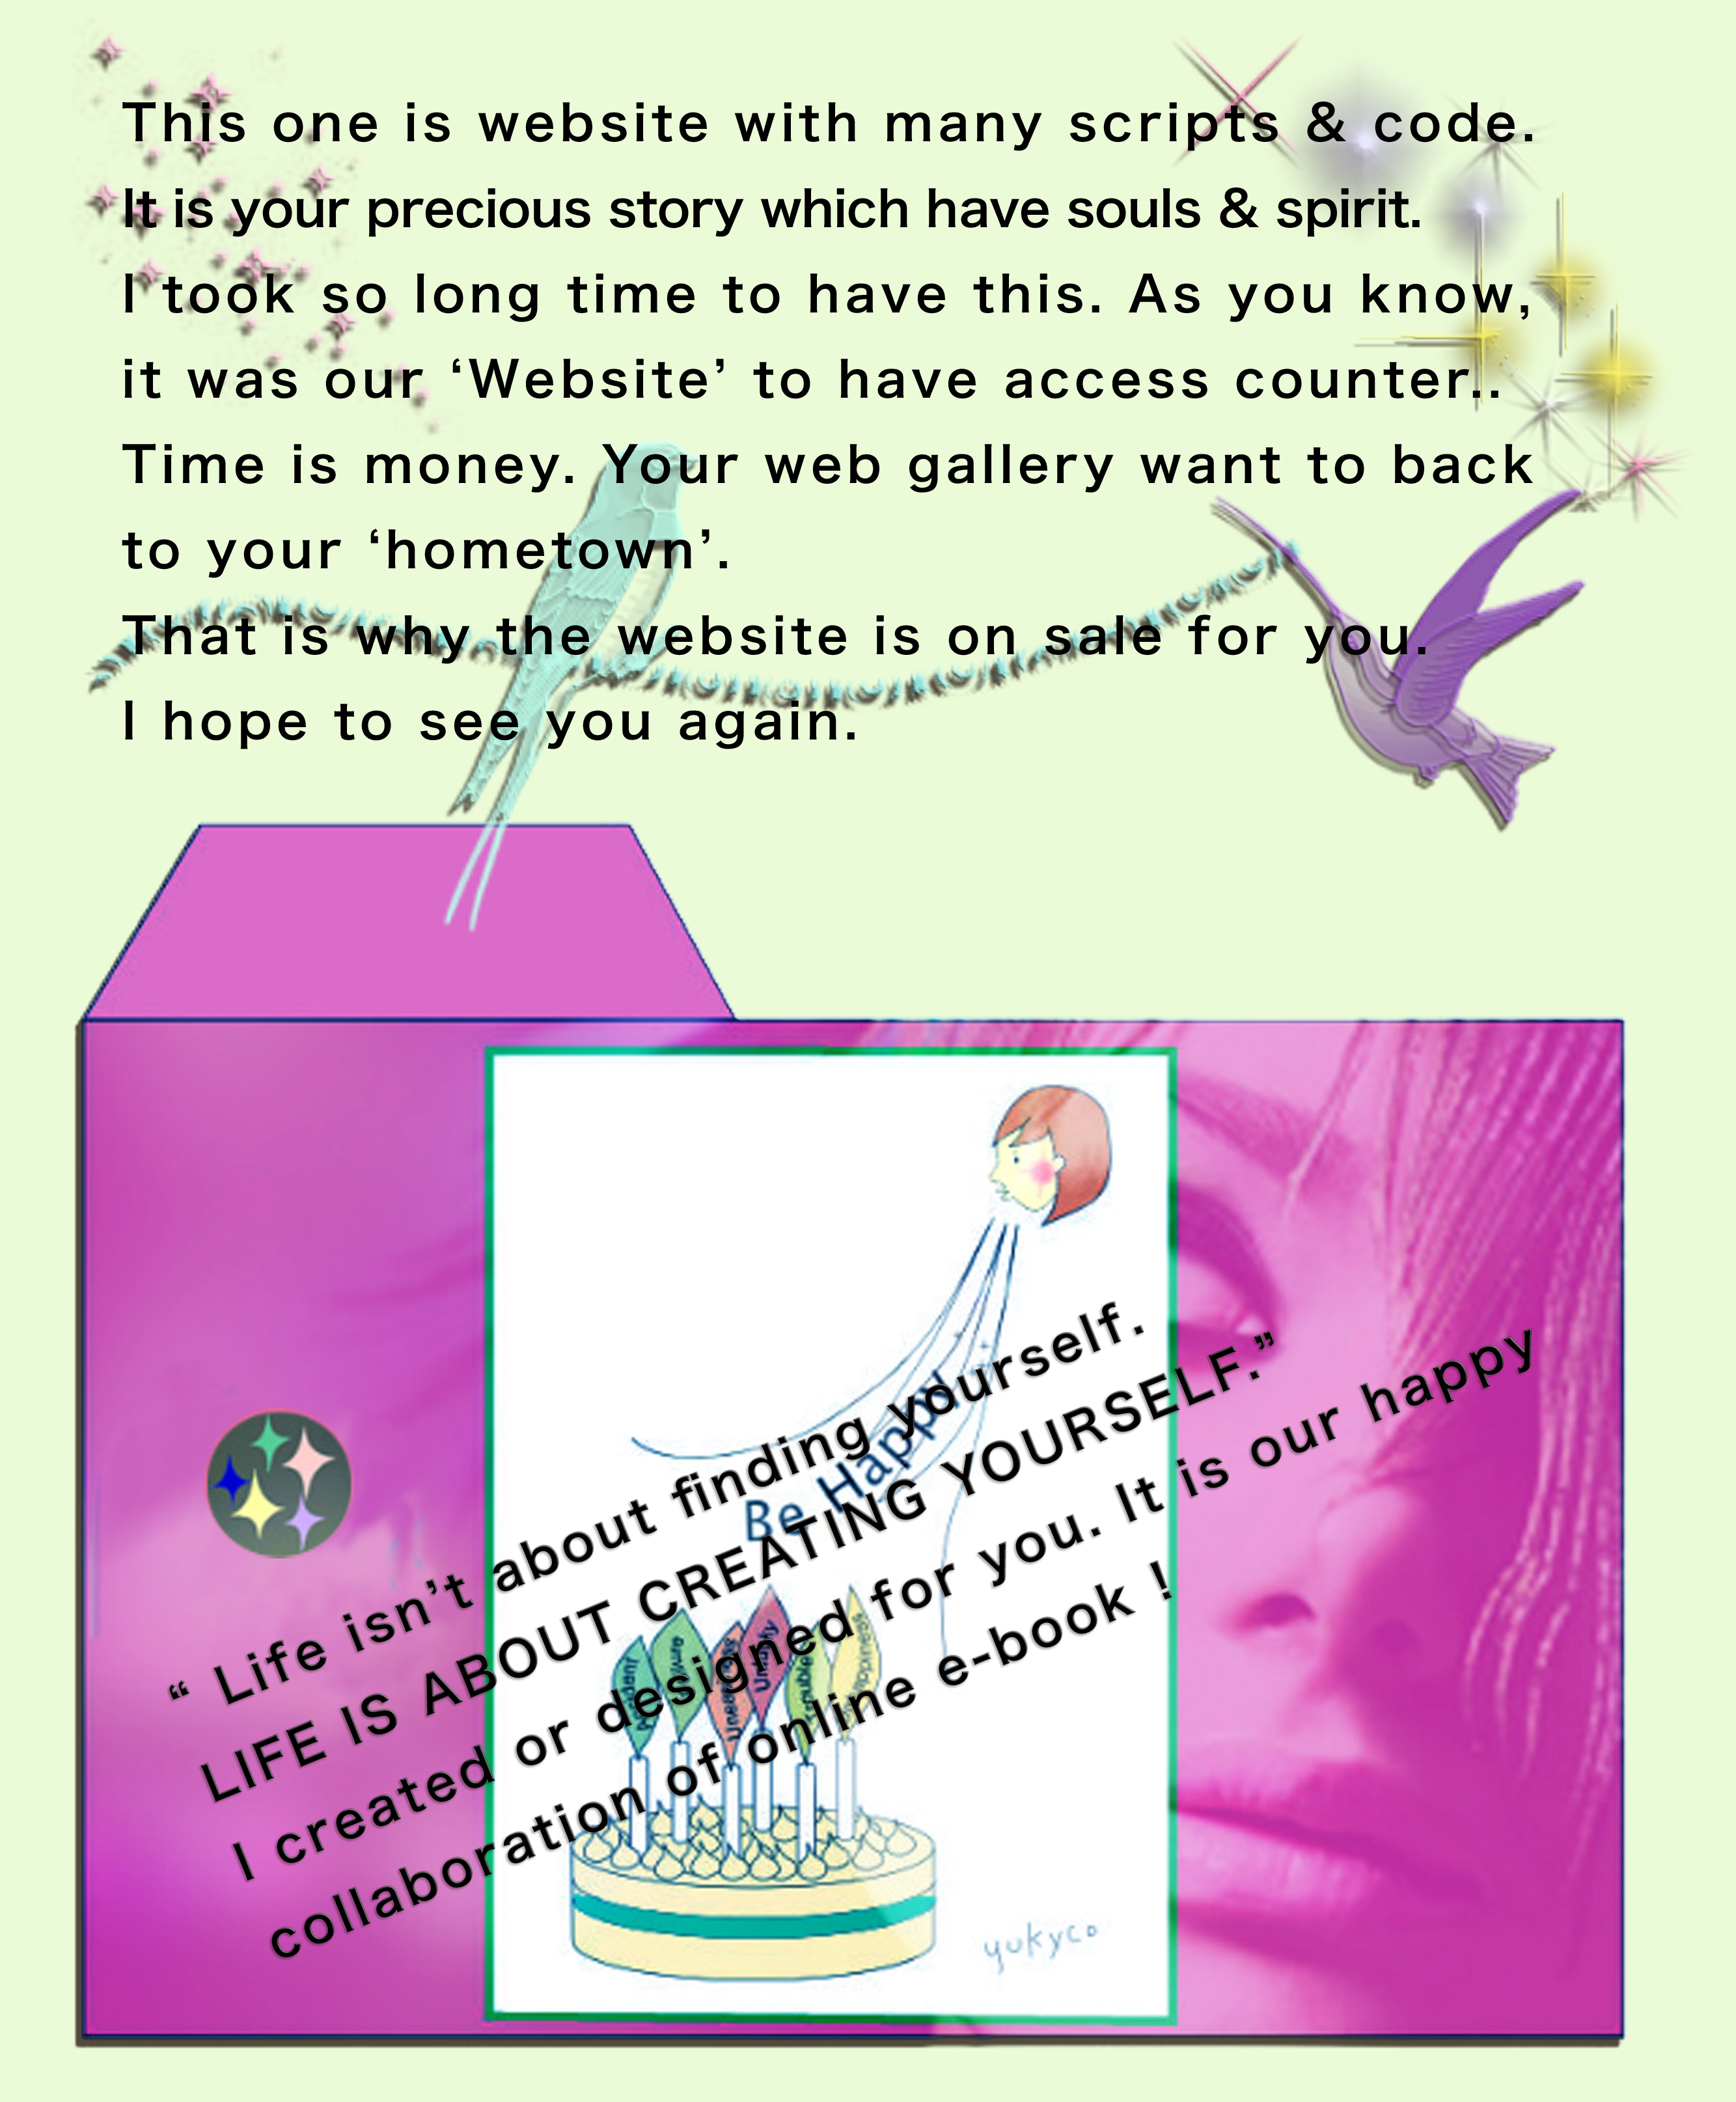 This one is website with many scripts & code.
It is your precious story which have souls & spirit.
I took so long time to have this. As you know,
it was our ‘Website’ to have access counter..
Time is money. Your web gallery want to back
to your ‘hometown’.
That is why the website is on sale for you.
I hope to see you again.
“ Life isn’t about finding yourself.
LIFE IS ABOUT CREATING YOURSELF.”
I created or designed for you. It is our happy
collaboration of online e-book !
Be Happy
yukyco